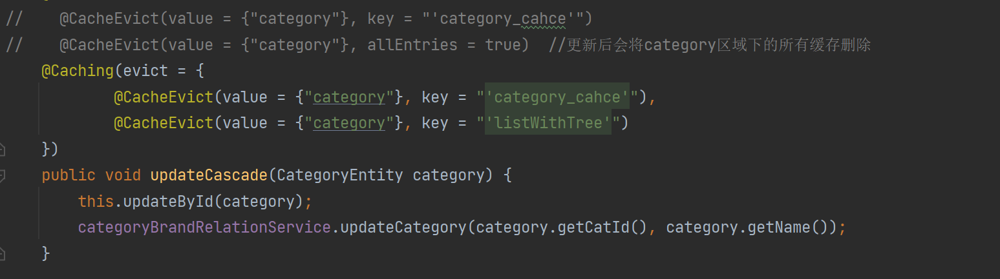 //    @CacheEvict(value = {"category"}, key = "'category_cahce'")
//    @CacheEvict(value = {"category"}, allEntries = true)  //更新后会将category区域下的所有缓存删除
@Caching(evict = {
        @CacheEvict(value = {"category"}, key = "'category_cahce'"),
        @CacheEvict(value = {"category"}, key = "'listWithTree'")
})
public void updateCascade(CategoryEntity category) {
    this.updateById(category);
    categoryBrandRelationService.updateCategory(category.getCatId(), category.getName());
}